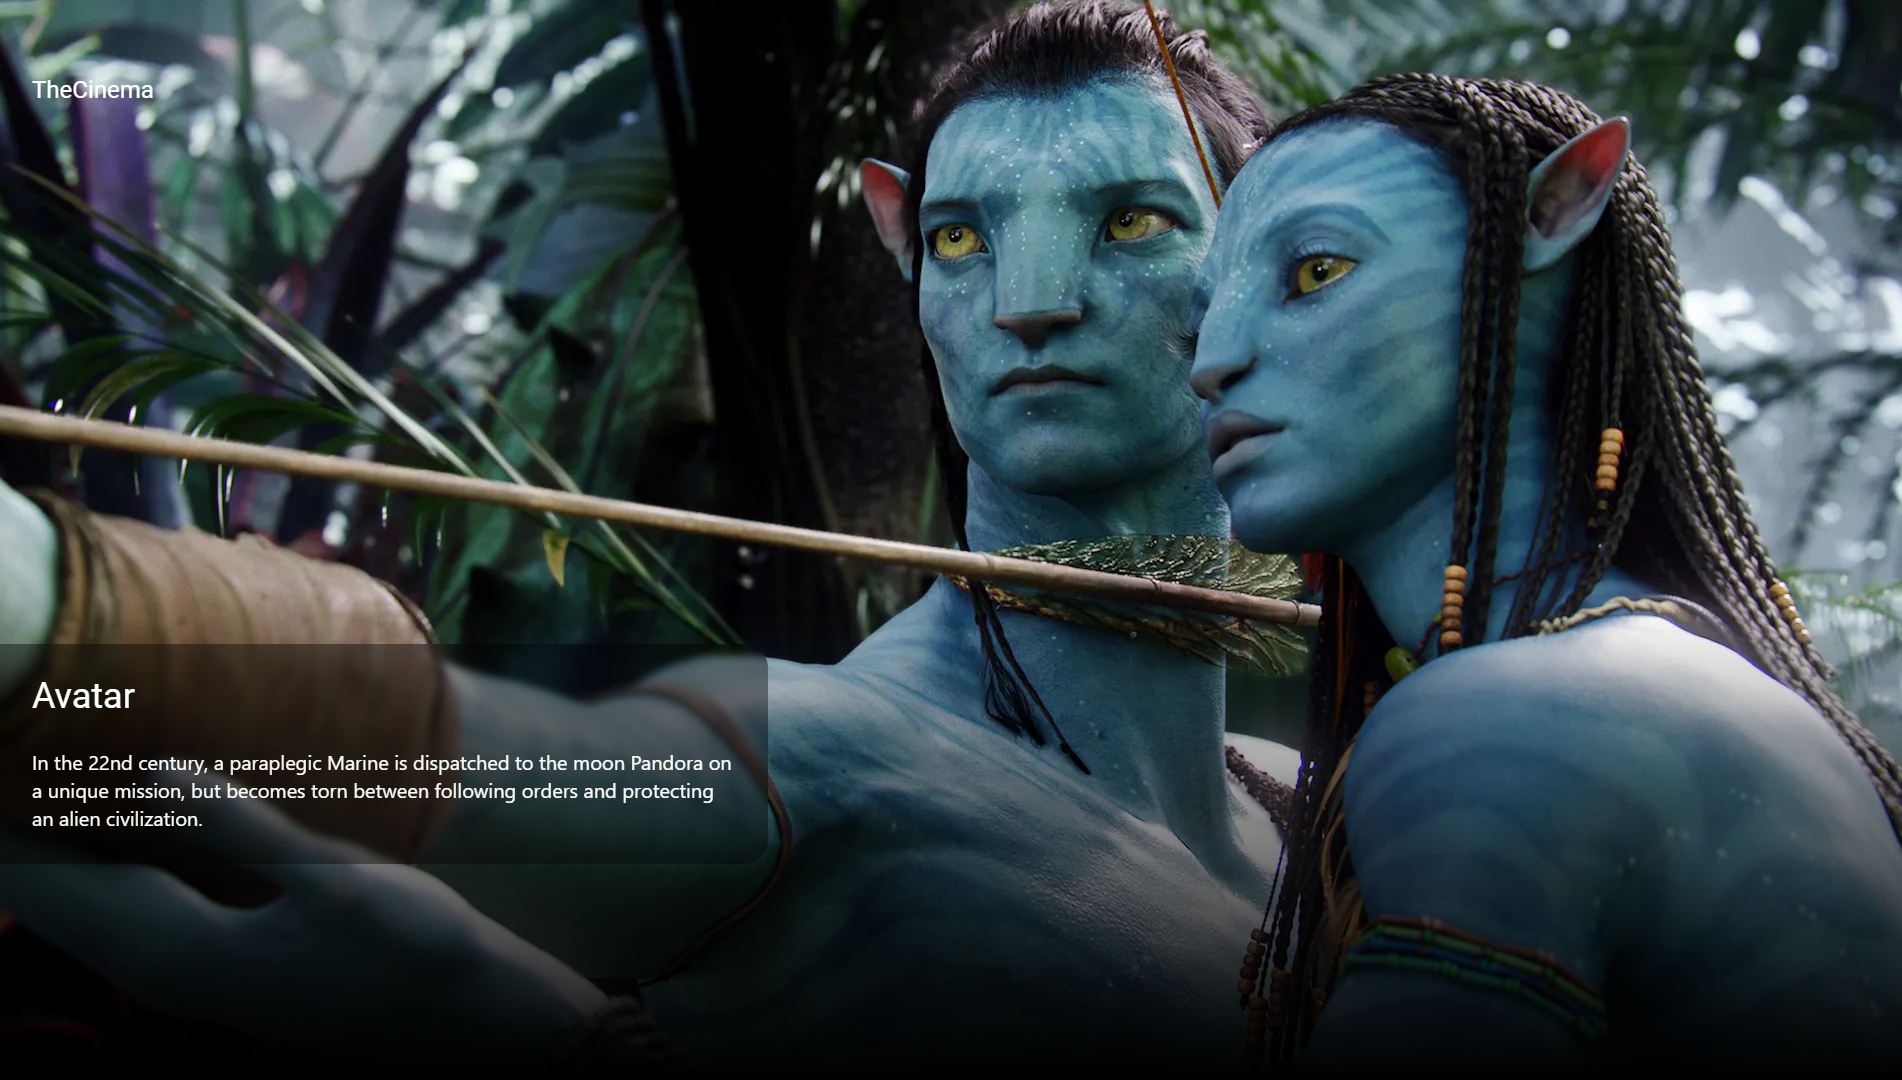 TheCinema
Avatar
In the 22nd century, a paraplegic Marine is dispatched to the moon Pandora on
a unique mission, but becomes torn between following orders and protecting
an alien civilization.